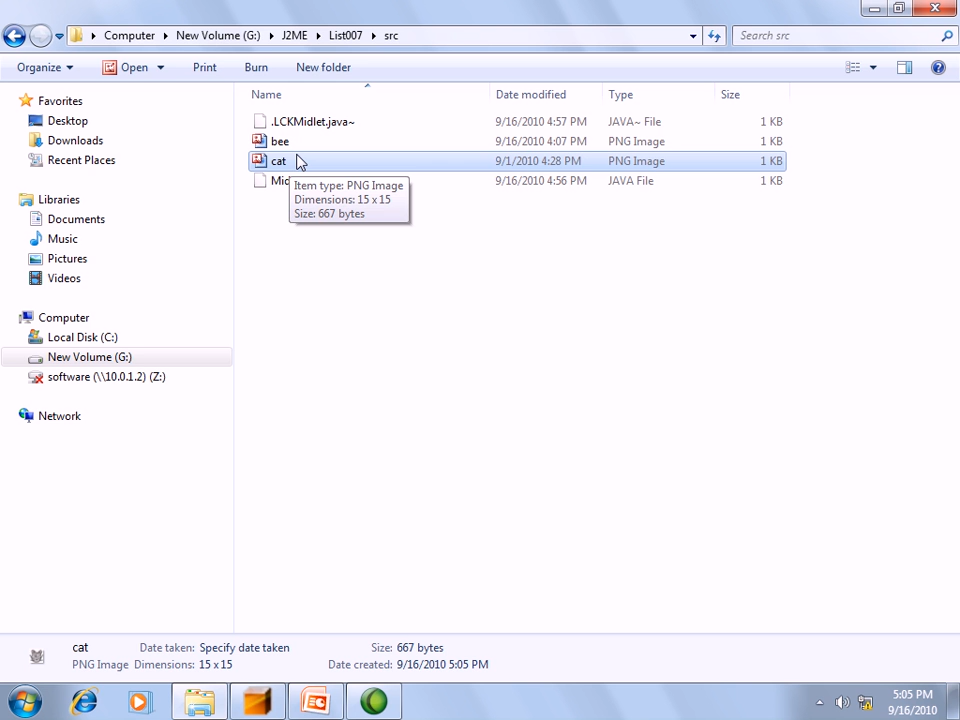 Computer New Volume (G:) J2ME List007 src Search src
Organize Open Print Burn New folder
Name Date modified Type Size
Favorites
Desktop
Downloads
Recent Places
Libraries
Documents
Music
Pictures
Videos
Computer
Local Disk (C:)
New Volume (G:)
software (\\10.0.1.2) (Z:)
Network
.LCKMidlet.java~ 9/16/2010 4:57 PM JAVA~ File 1 KB
bee 9/16/2010 4:07 PM PNG Image 1 KB
cat 9/1/2010 4:28 PM PNG Image 1 KB
9/16/2010 4:56 PM JAVA File 1 KB
Item type: PNG Image
Dimensions: 15 x 15
Size: 667 bytes
cat Date taken: Specify date taken Size: 667 bytes
PNG Image Dimensions: 15 x 15 Date created: 9/16/2010 5:05 PM
5:05 PM
9/16/2010